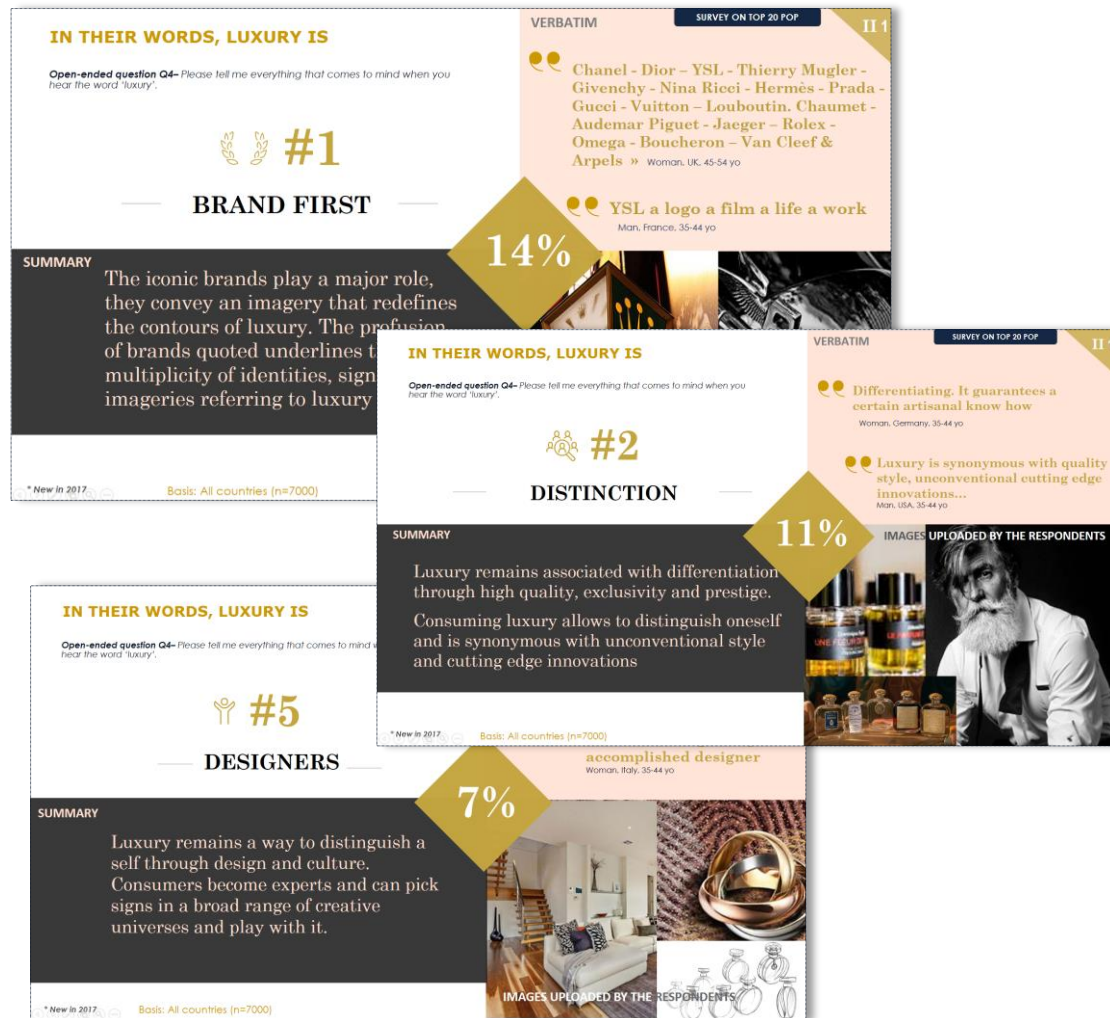 IN THEIR WORDS, LUXURY IS
Open-ended question Q4– Please tell me everything that comes to mind when you
hear the word 'luxury'.
#1
BRAND FIRST
VERBATIM
SURVEY ON TOP 20 POP
II 1
Chanel - Dior – YSL - Thierry Mugler -
Givenchy - Nina Ricci - Hermès - Prada -
Gucci - Vuitton – Louboutin. Chaumet -
Audemar Piguet - Jaeger – Rolex -
Omega - Boucheron – Van Cleef &
Arpels » Woman, UK, 45-54 yo
YSL a logo a film a life a work
Man, France, 35-44 yo
14%
SUMMARY
The iconic brands play a major role,
they convey an imagery that redefines
the contours of luxury. The profusion
of brands quoted underlines t
multiplicity of identities, sign
imageries referring to luxury
* New in 2017
Basis: All countries (n=7000)
IN THEIR WORDS, LUXURY IS
Open-ended question Q4– Please tell me everything that comes to mind when you
hear the word 'luxury'.
#2
DISTINCTION
VERBATIM
SURVEY ON TOP 20 POP
II
Differentiating. It guarantees a
certain artisanal know how
Woman, Germany, 35-44 yo
Luxury is synonymous with quality
style, unconventional cutting edge
innovations...
Man, USA, 35-44 yo
11%
SUMMARY
Luxury remains associated with differentiation
through high quality, exclusivity and prestige.
Consuming luxury allows to distinguish oneself
and is synonymous with unconventional style
and cutting edge innovations
IMAGES UPLOADED BY THE RESPONDENTS
UNE FLEUR DE
LE PARFUM
* New in 2017
Basis: All countries (n=7000)
IN THEIR WORDS, LUXURY IS
Open-ended question Q4– Please tell me everything that comes to mind
hear the word 'luxury'.
#5
DESIGNERS
accomplished designer
Woman, Italy, 35-44 yo
7%
SUMMARY
Luxury remains a way to distinguish a
self through design and culture.
Consumers become experts and can pick
signs in a broad range of creative
universes and play with it.
IMAGES UPLOADED BY THE RESPONDENTS
* New in 2017
Basis: All countries (n=7000)